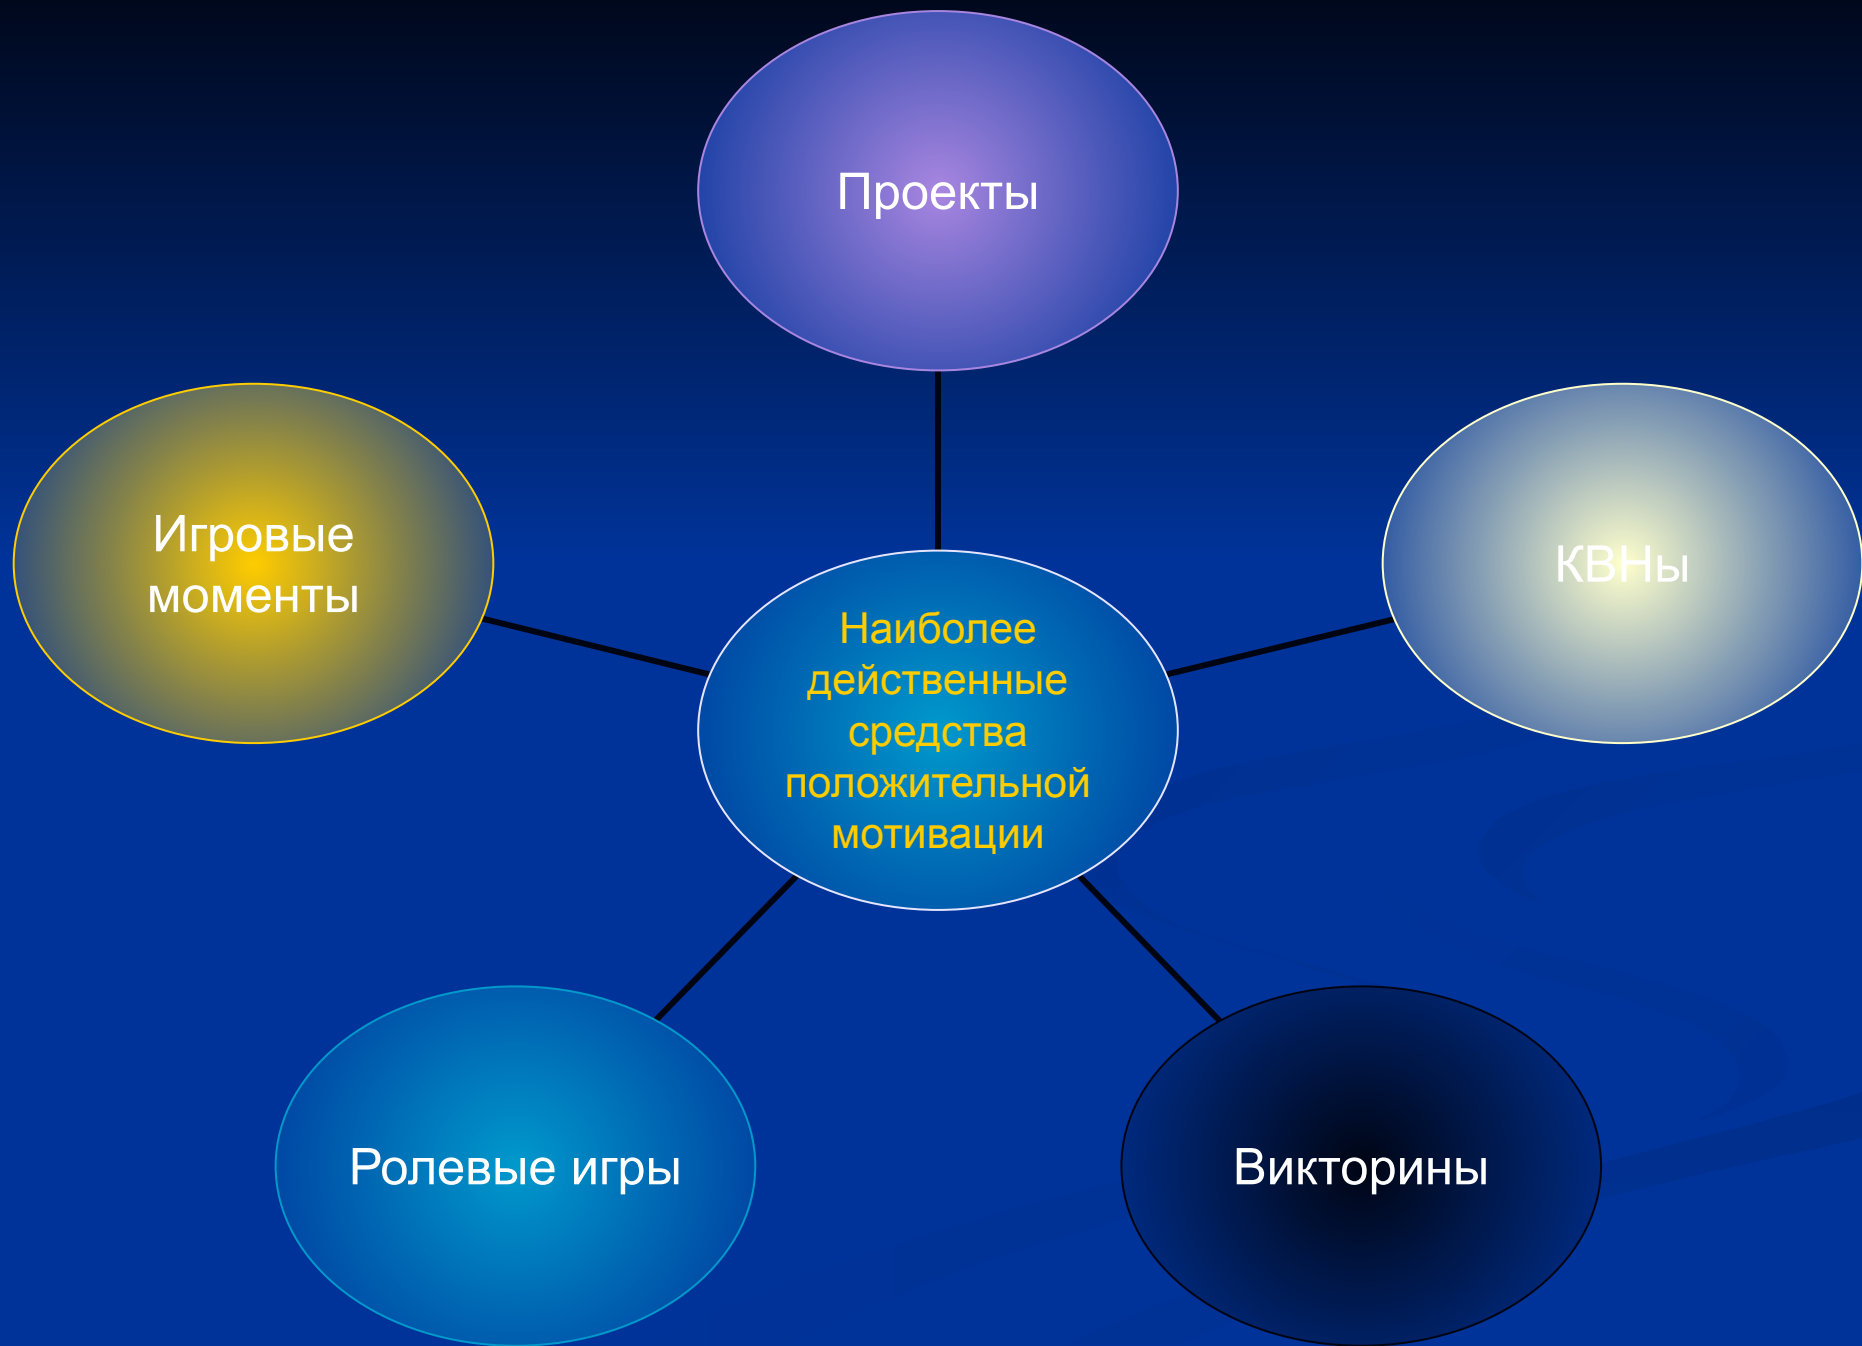 Проекты
Игровые
моменты
КВНы
Наиболее
действенные
средства
положительной
мотивации
Ролевые игры
Викторины